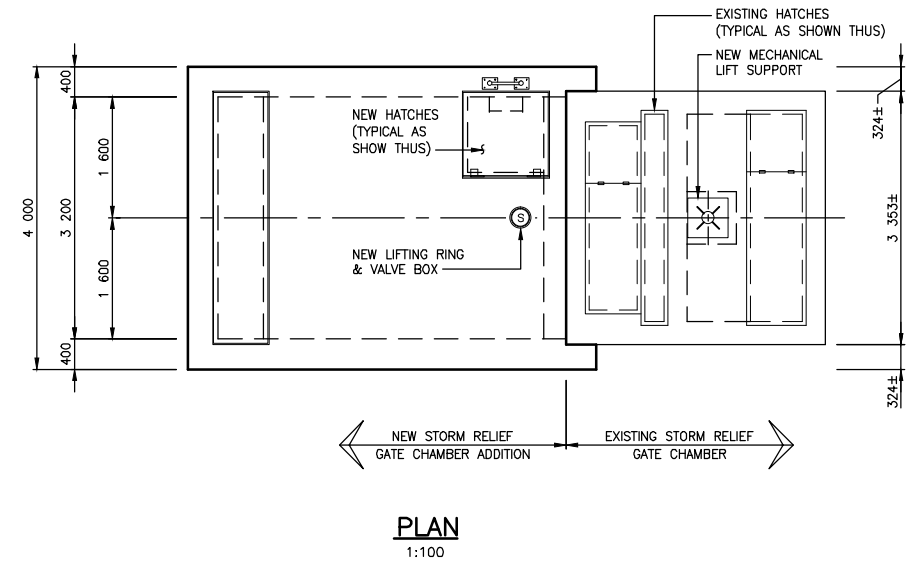 EXISTING HATCHES
(TYPICAL AS SHOWN THUS)
NEW MECHANICAL
LIFT SUPPORT
NEW HATCHES
(TYPICAL AS
SHOW THUS)
400
1 600
4 000
3 200
1 600
400
324±
3 353±
324±
S
NEW LIFTING RING
& VALVE BOX
NEW STORM RELIEF
GATE CHAMBER ADDITION
EXISTING STORM RELIEF
GATE CHAMBER
PLAN
1:100